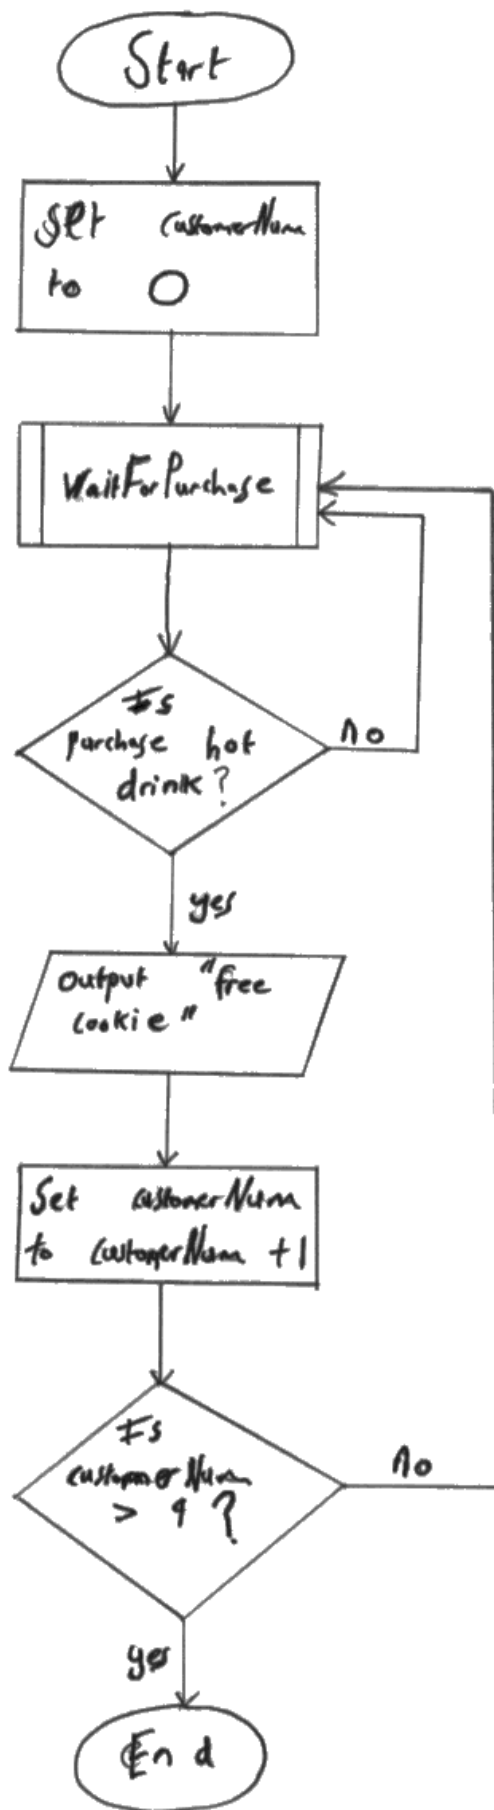 Start
Set customerNum
to 0
WaitForPurchase
Is
purchase hot
drink?
no
yes
Output "free
cookie"
Set customerNum
to customerNum +1
Is
customerNum
> 9 ?
no
yes
End